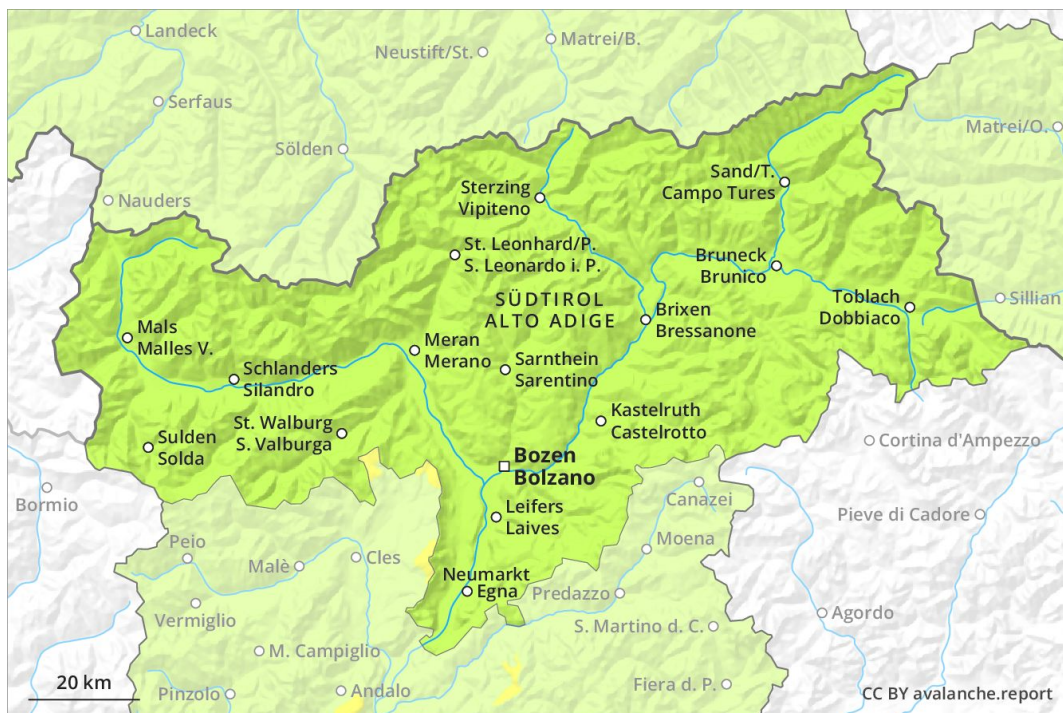 Landeck
Neustift/St.
Matrei/B.
Serfaus
Matrei/O.
Sölden
Sand/T.
Campo Tures
Sterzing
Vipiteno
Nauders
St. Leonhard/P.
S. Leonardo i. P.
Bruneck
Brunico
SÜDTIROL
ALTO ADIGE
Toblach
Dobbiaco
Sillian
Brixen
Bressanone
Mals
Malles V.
Meran
Merano
Sarnthein
Sarentino
Schlanders
Silandro
Kastelruth
Castelrotto
St. Walburg
S. Valburga
Sulden
Solda
Cortina d'Ampezzo
Bozen
Bolzano
Bormio
Canazei
Leifers
Laives
Pieve di Cadore
Peio
Moena
Malè
Cles
Neumarkt
Egna
Predazzo
Vermiglio
Agordo
S. Martino d. C.
M. Campiglio
20 km
Pinzolo
Andalo
Fiera d. P.
CC BY avalanche.report